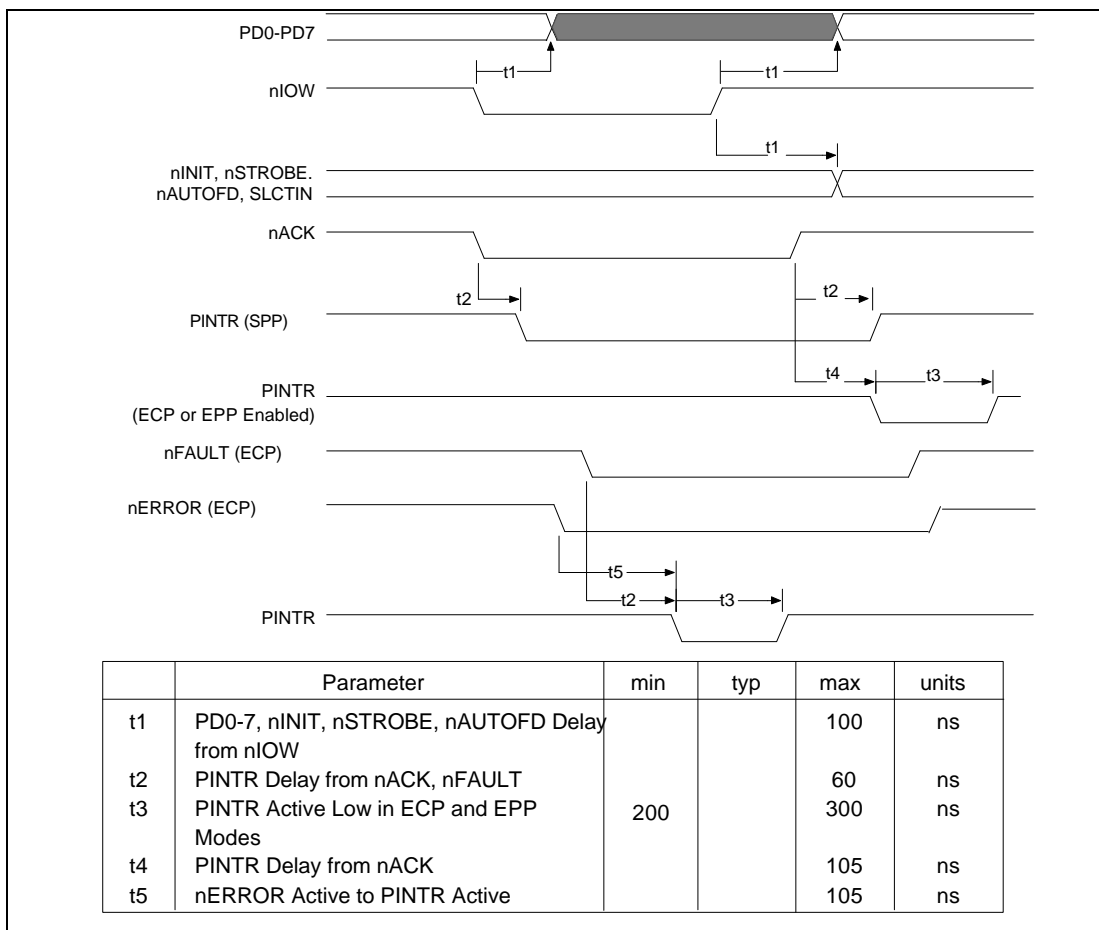 PD0-PD7
t1
t1
nIOW
t1
nINIT, nSTROBE.
nAUTOFD, SLCTIN
nACK
t2
t2
PINTR (SPP)
t4
t3
PINTR
(ECP or EPP Enabled)
nFAULT (ECP)
nERROR (ECP)
t5
t2
t3
PINTR
Parameter min typ max units
t1 PD0-7, nINIT, nSTROBE, nAUTOFD Delay 100 ns
from nIOW
t2 PINTR Delay from nACK, nFAULT 60 ns
t3 PINTR Active Low in ECP and EPP 200 300 ns
Modes
t4 PINTR Delay from nACK 105 ns
t5 nERROR Active to PINTR Active 105 ns